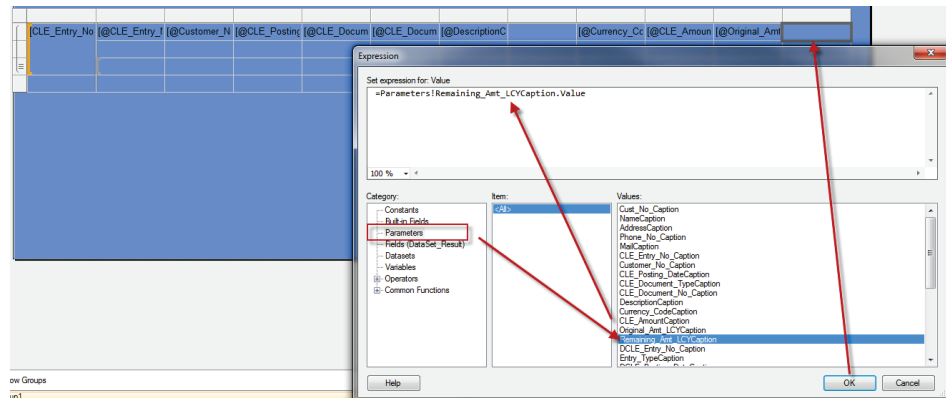 [CLE_Entry_No [@CLE_Entry_N [@Customer_N [@CLE_Posting [@CLE_Docum [@CLE_Docum [@DescriptionC [@Currency_Cc [@CLE_Amoun [@Original_Amt
Expression
Set expression for: Value
=Parameters!Remaining_Amt_LCYCaption.Value
100 %
Category: Item: Values:
Constants
Built-in Fields
Parameters
Fields (DataSet_Result)
Datasets
Variables
Operators
Common Functions
<All>
Cust_No_Caption
NameCaption
AddressCaption
Phone_No_Caption
MailCaption
CLE_Entry_No_Caption
Customer_No_Caption
CLE_Posting_DateCaption
CLE_Document_TypeCaption
CLE_Document_No_Caption
DescriptionCaption
Currency_CodeCaption
CLE_AmountCaption
Original_Amt_LCYCaption
Remaining_Amt_LCYCaption
DCLE_Entry_No_Caption
Entry_TypeCaption
Help OK Cancel
ow Groups